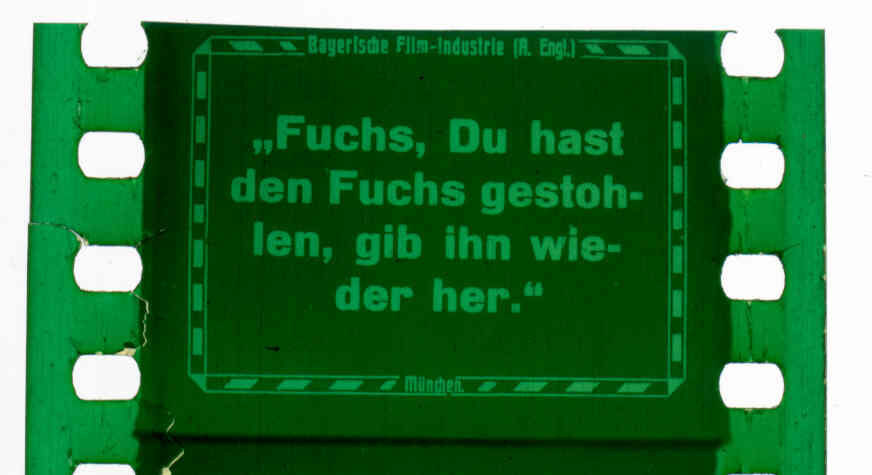 Bayerische Film-Industrie (A. Engl.)
„Fuchs, Du hast
den Fuchs gestoh-
len, gib ihn wie-
der her.“
München.